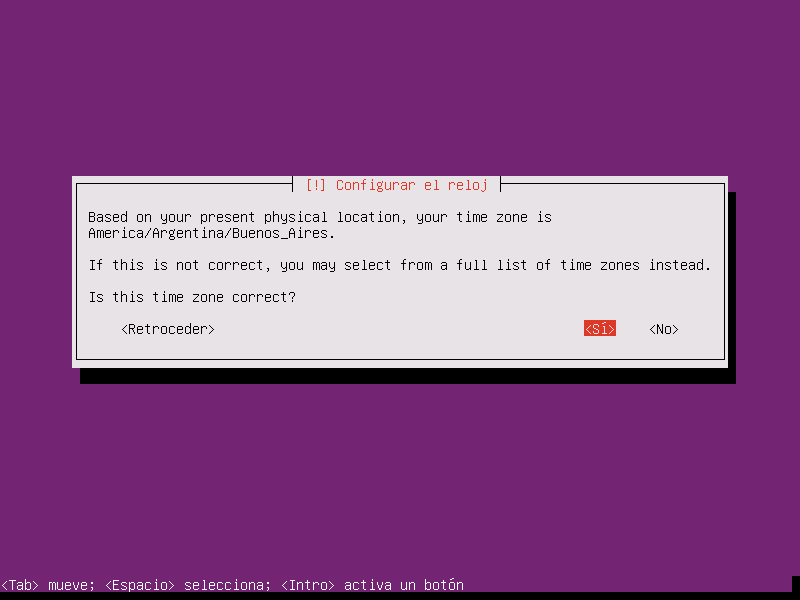 [!] Configurar el reloj
Based on your present physical location, your time zone is
America/Argentina/Buenos_Aires.
If this is not correct, you may select from a full list of time zones instead.
Is this time zone correct?
<Retroceder> <Sí> <No>
<Tab> mueve; <Espacio> selecciona; <Intro> activa un botón